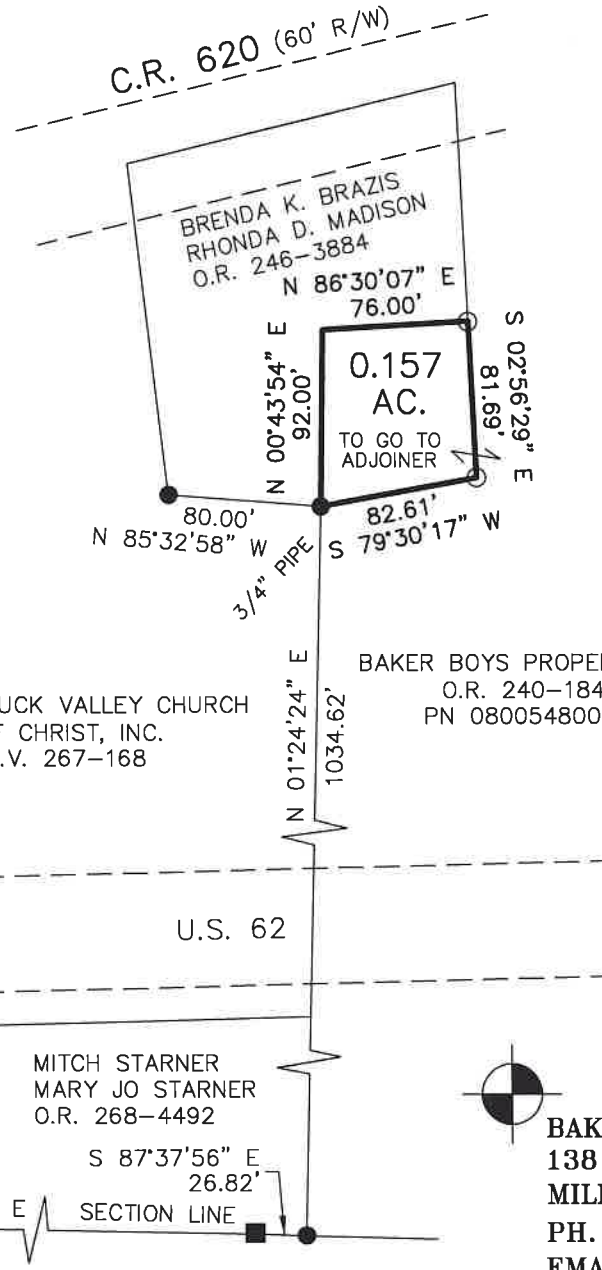 C.R. 620 (60' R/W)
BRENDA K. BRAZIS
RHONDA D. MADISON
O.R. 246–3884
N 86°30'07" E
76.00'
N 00°43'54" E
92.00'
0.157
AC.
TO GO TO
ADJOINER
S 02°56'29" E
81.69'
80.00'
N 85°32'58" W
82.61'
S 79°30'17" W
3/4" PIPE
N 01°24'24" E
1034.62'
BAKER BOYS
O.R. 240–184
PN 080054800
UCK VALLEY CHURCH
F CHRIST, INC.
.V. 267–168
U.S. 62
MITCH STARNER
MARY JO STARNER
O.R. 268–4492
S 87°37'56" E
26.82'
E
SECTION LINE
BAK
138
MILL
PH.
EMA